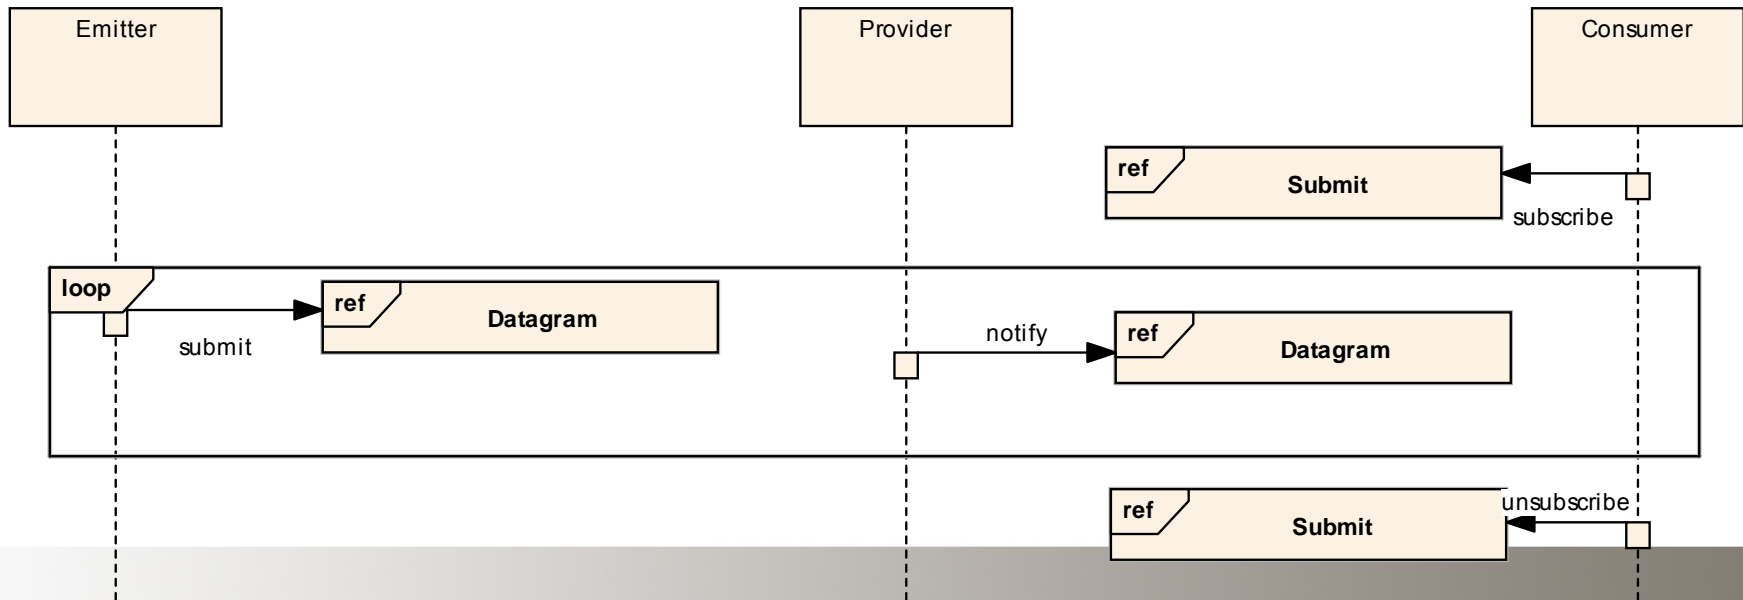 Emitter
Provider
Consumer
ref
Submit
subscribe
loop
ref
Datagram
submit
notify
ref
Datagram
unsubscribe
ref
Submit